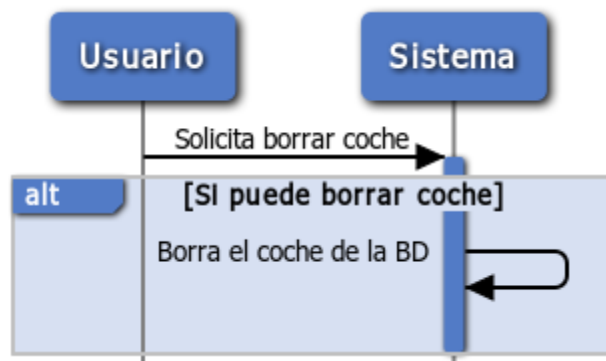 Usuario
Sistema
Solicita borrar coche
alt
[SI puede borrar coche]
Borra el coche de la BD